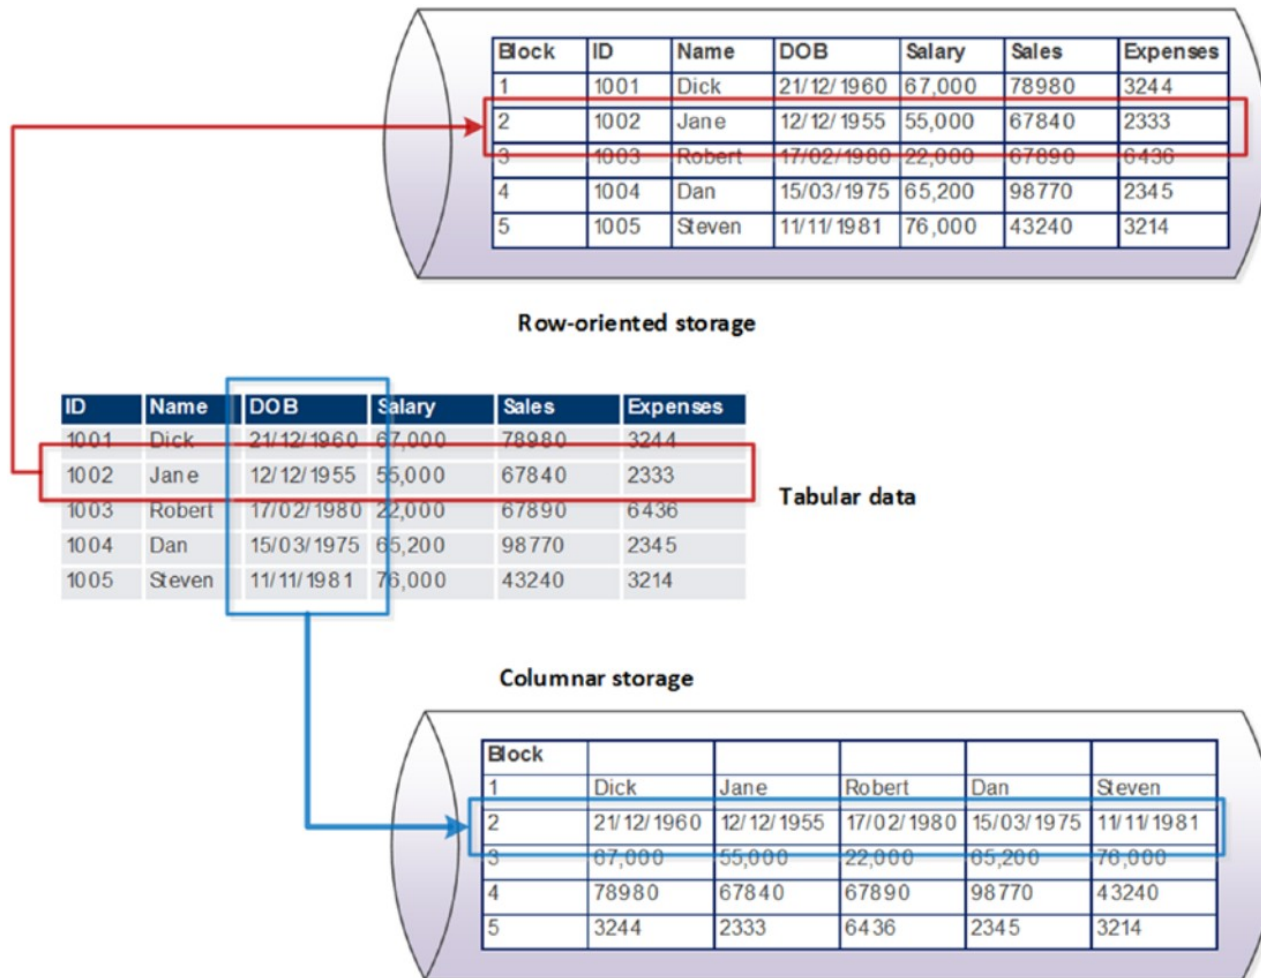 Block ID Name DOB Salary Sales Expenses
1 1001 Dick 21/12/1960 67,000 78980 3244
2 1002 Jane 12/12/1955 55,000 67840 2333
3 1003 Robert 17/02/1980 22,000 67890 6436
4 1004 Dan 15/03/1975 65,200 98770 2345
5 1005 Steven 11/11/1981 76,000 43240 3214
Row-oriented storage
ID Name DOB Salary Sales Expenses
1001 Dick 21/12/1960 67,000 78980 3244
1002 Jane 12/12/1955 55,000 67840 2333
1003 Robert 17/02/1980 22,000 67890 6436
1004 Dan 15/03/1975 65,200 98770 2345
1005 Steven 11/11/1981 76,000 43240 3214
Tabular data
Columnar storage
Block
1 Dick Jane Robert Dan Steven
2 21/12/1960 12/12/1955 17/02/1980 15/03/1975 11/11/1981
3 67,000 55,000 22,000 65,200 76,000
4 78980 67840 67890 98770 43240
5 3244 2333 6436 2345 3214